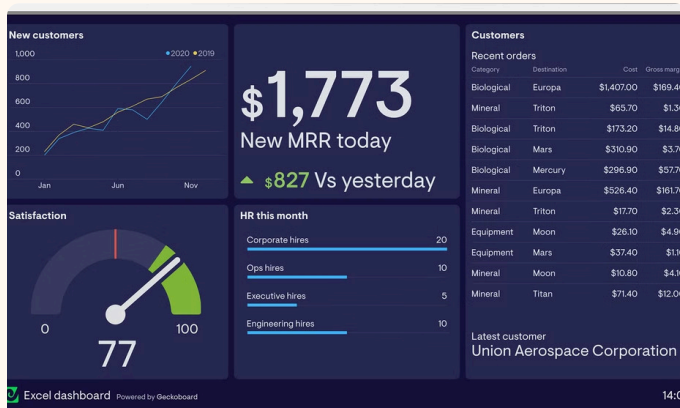 New customers
1,000
800
600
400
200
0
2020 2019
Jan Jun Nov
$1,773
New MRR today
$827 Vs yesterday
Customers
Recent orders
Category Destination Cost Gross
Biological Europa $1,407.00
Mineral Triton $65.70
Biological Triton $173.20
Biological Mars $310.90
Biological Mercury $296.90
Mineral Europa $526.40
Mineral Triton $17.70
Equipment Moon $26.10
Equipment Mars $37.40
Mineral Moon $10.80
Mineral Titan $71.40
Latest customer
Union Aerospace Corporation
Satisfaction
0 100
77
HR this month
Corporate hires 20
Ops hires 10
Executive hires 5
Engineering hires 10
Excel dashboard Powered by Geckoboard